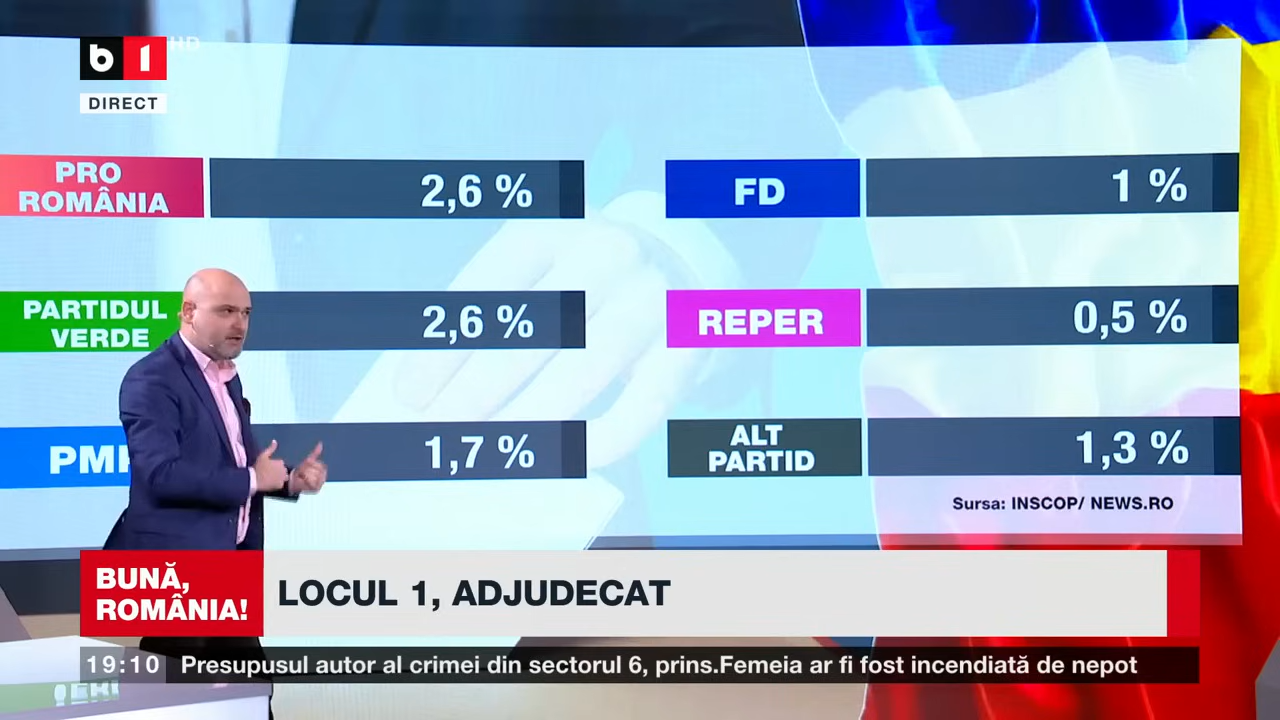 b 1 HD
DIRECT
PRO
ROMÂNIA
2,6 %
FD
1 %
PARTIDUL
VERDE
2,6 %
REPER
0,5 %
1,7 %
ALT
PARTID
1,3 %
Sursa: INSCOP/ NEWS.RO
BUNĂ,
ROMÂNIA!
LOCUL 1, ADJUDECAT
19:10 Presupusul autor al crimei din sectorul 6, prins.Femeia ar fi fost incendiată de nepot